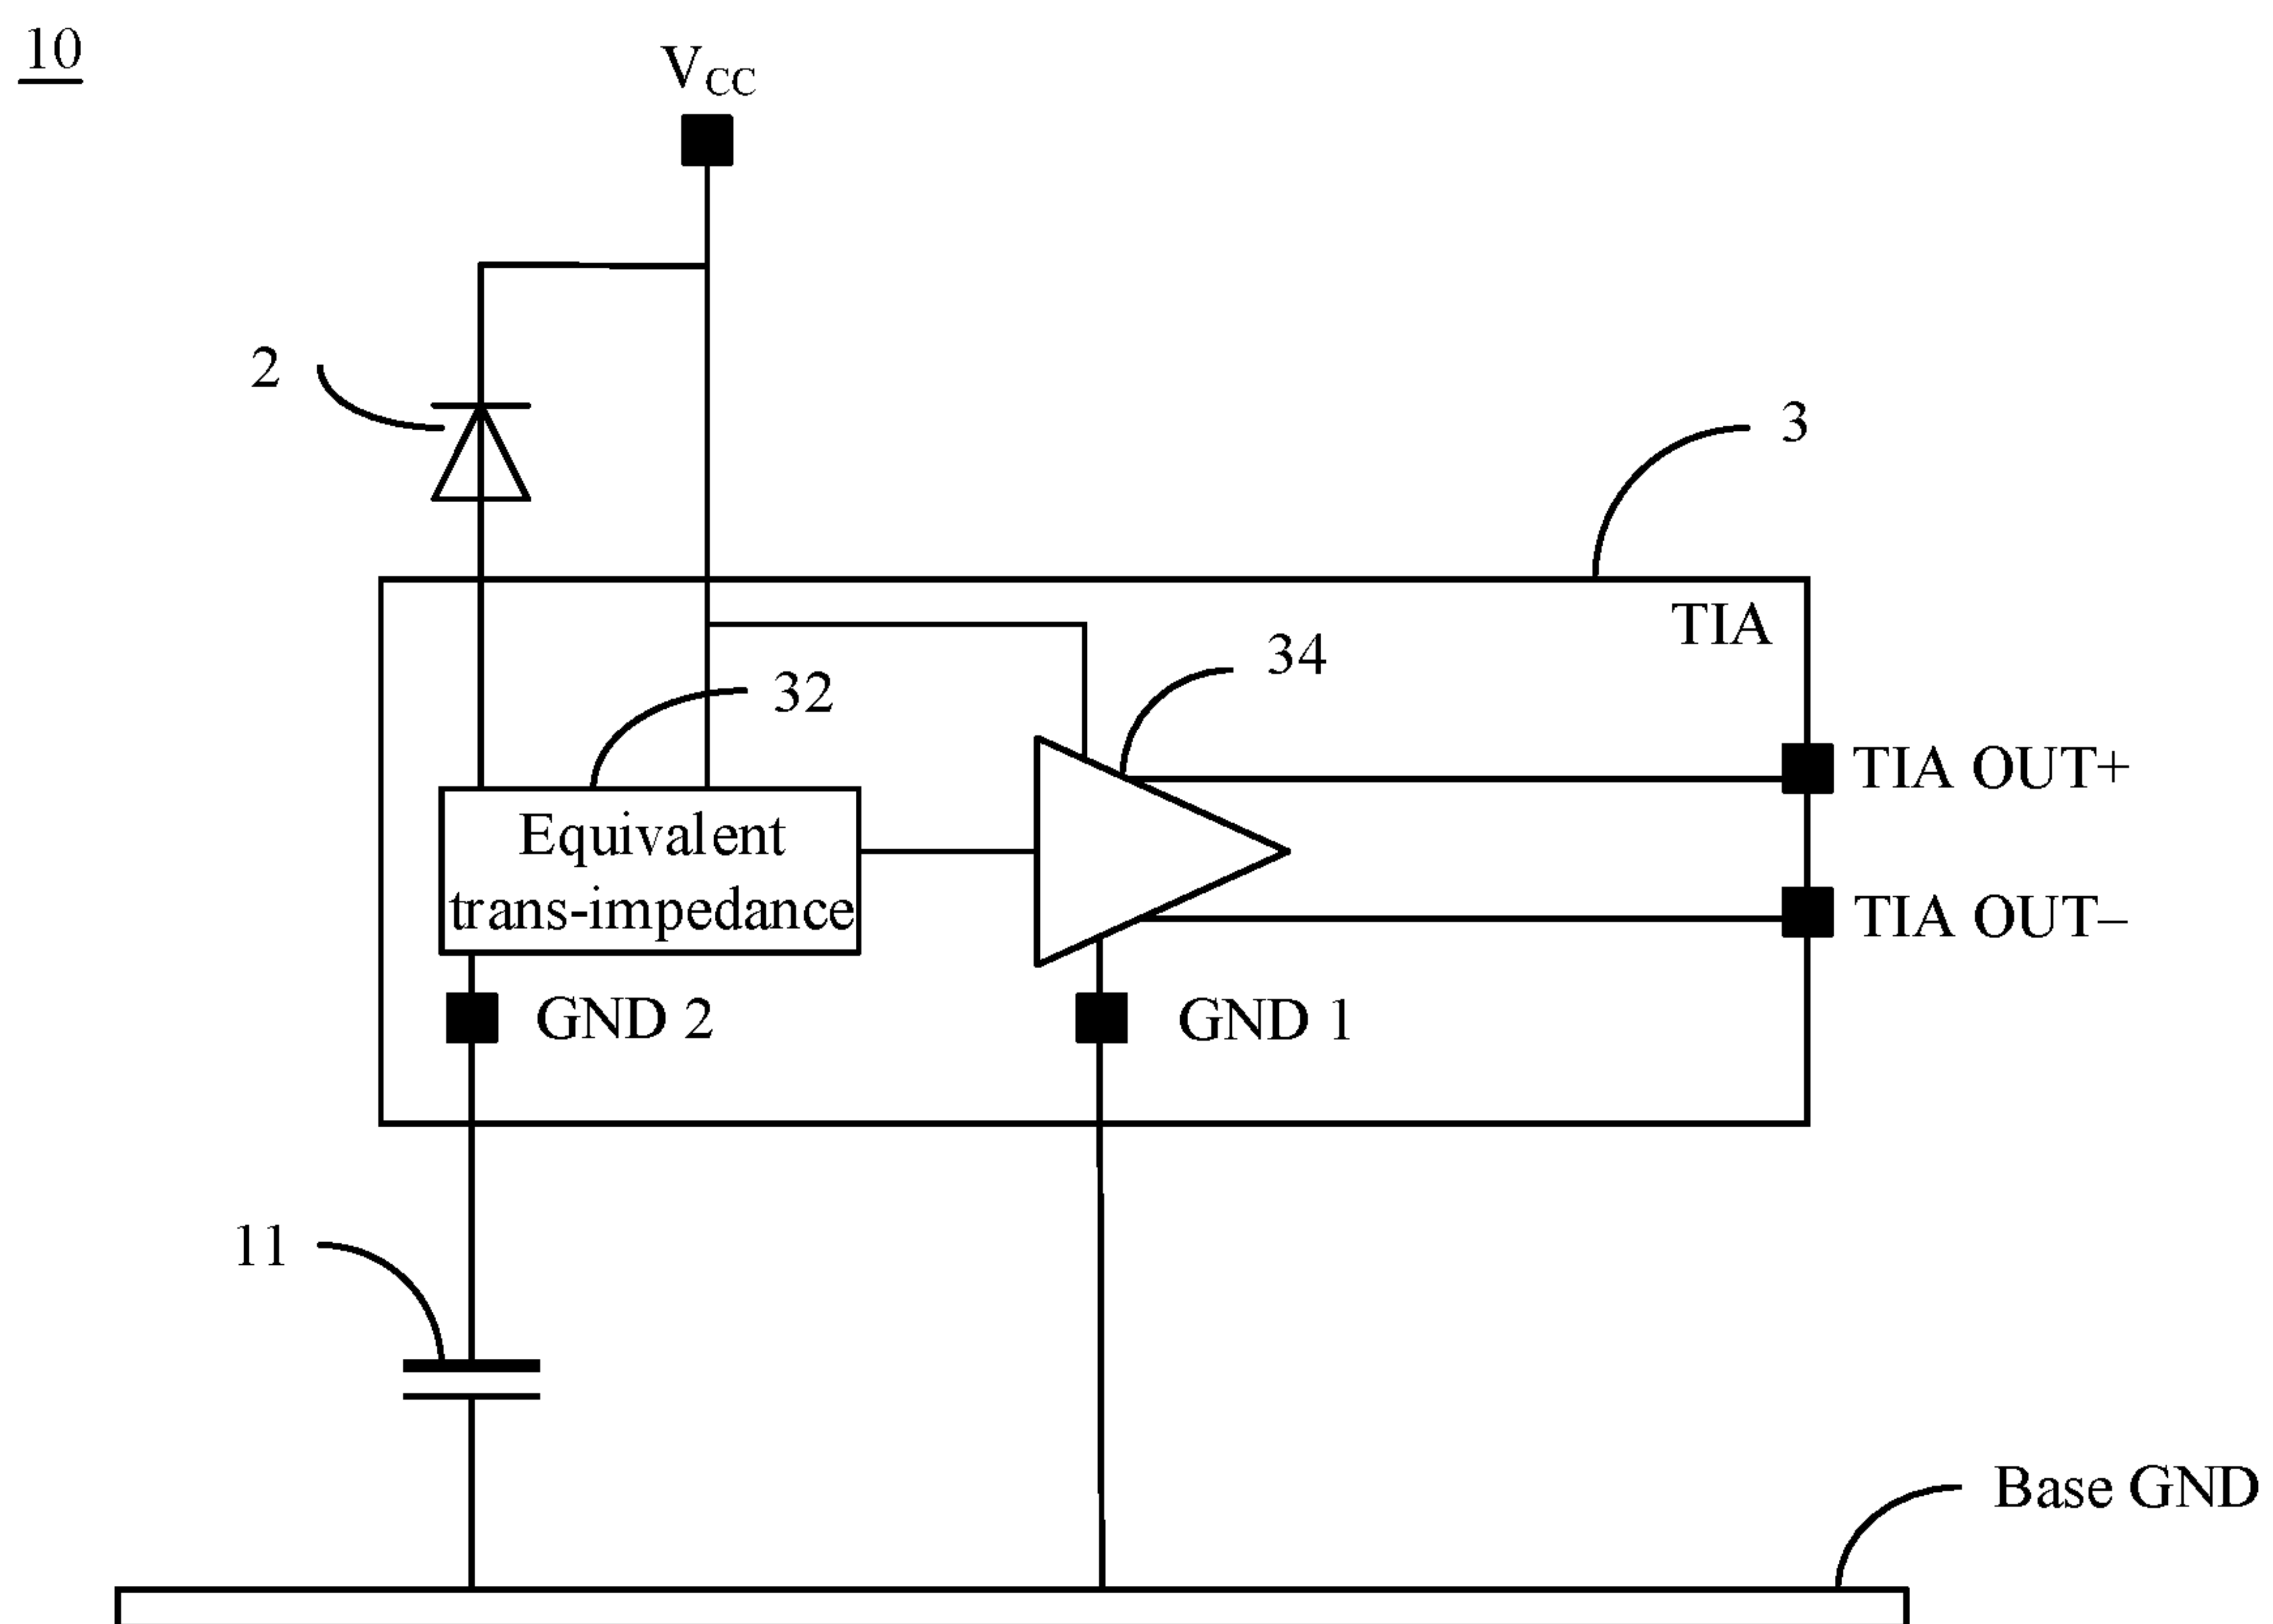 10
VCC
2
3
TIA
34
32
TIA OUT+
Equivalent
trans-impedance
TIA OUT−
GND 2
GND 1
11
Base GND